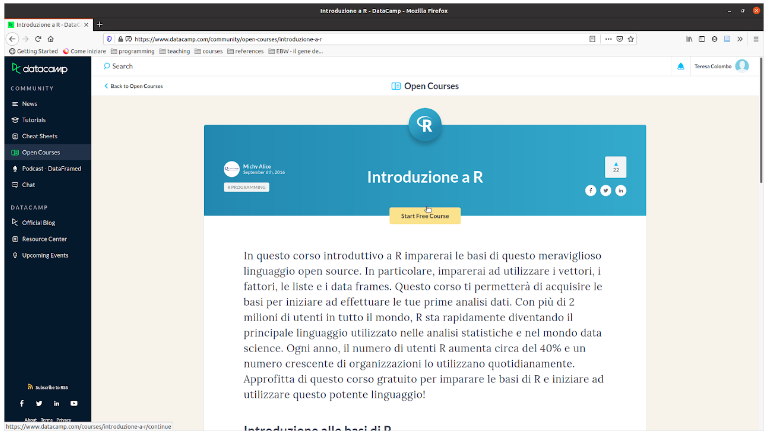 Introduzione a R - DataCamp - Mozilla Firefox
Introduzione a R - DataC
https://www.datacamp.com/community/open-courses/introduzione-a-r
Getting Started Come iniziare programming teaching courses references EBW - il gene de...
datacamp
Search
Teresa Colombo
COMMUNITY
News
Tutorials
Cheat Sheets
Open Courses
Podcast - DataFramed
Chat
DATACAMP
Official Blog
Resource Center
Upcoming Events
Subscribe to RSS
About Terms Privacy
https://www.datacamp.com/courses/introduzione-a-r/continue
Back to Open Courses
Open Courses
R
Michy Alice
September 6th, 2016
R PROGRAMMING
Introduzione a R
22
Start Free Course
In questo corso introduttivo a R imparerai le basi di questo meraviglioso
linguaggio open source. In particolare, imparerai ad utilizzare i vettori, i
fattori, le liste e i data frames. Questo corso ti permetterà di acquisire le
basi per iniziare ad effettuare le tue prime analisi dati. Con più di 2
milioni di utenti in tutto il mondo, R sta rapidamente diventando il
principale linguaggio utilizzato nelle analisi statistiche e nel mondo data
science. Ogni anno, il numero di utenti R aumenta circa del 40% e un
numero crescente di organizzazioni lo utilizzano quotidianamente.
Approfitta di questo corso gratuito per imparare le basi di R e iniziare ad
utilizzare questo potente linguaggio!
Introduzione alle basi di R